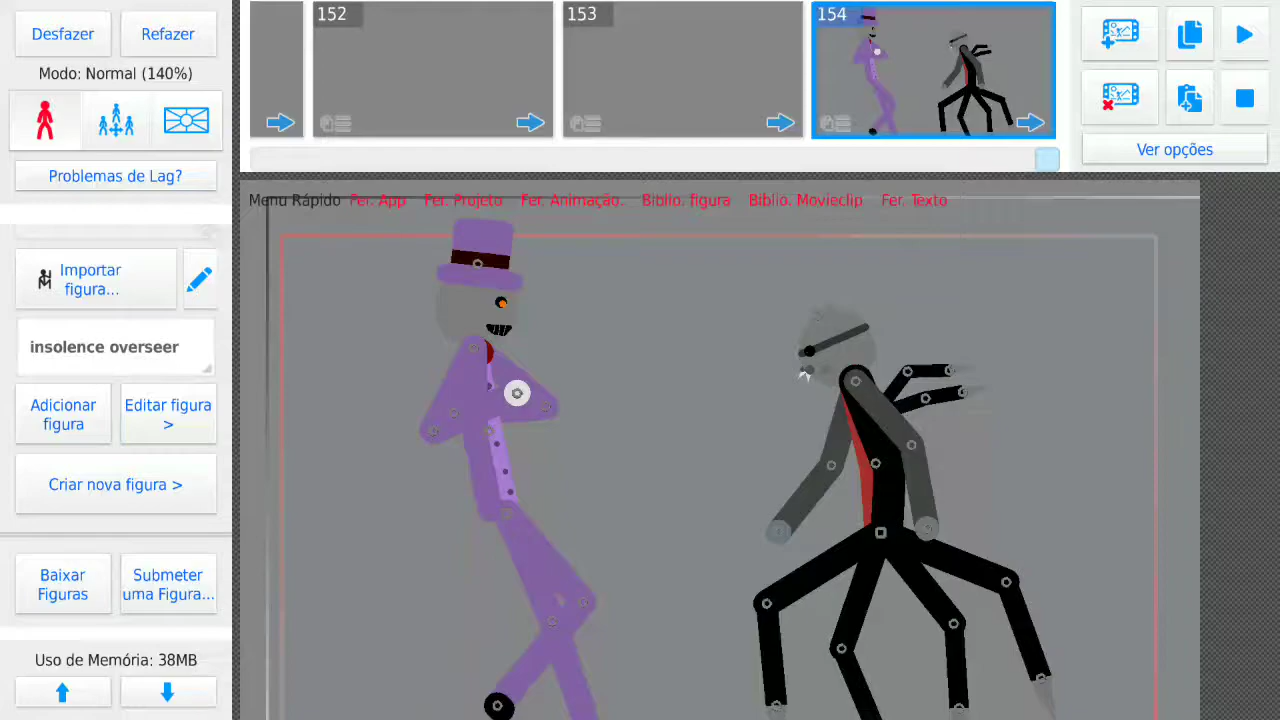 Desfazer
Refazer
Modo: Normal (140%)
Problemas de Lag?
Importar
figura...
insolence overseer
Adicionar
figura
Editar figura
>
Criar nova figura >
Baixar
Figuras
Submeter
uma Figura...
Uso de Memória: 38MB
152
153
154
Ver opções
Menu Rápido Fer. App Fer. Projeto Fer. Animação. Biblio. figura Biblio. Movieclip Fer. Texto